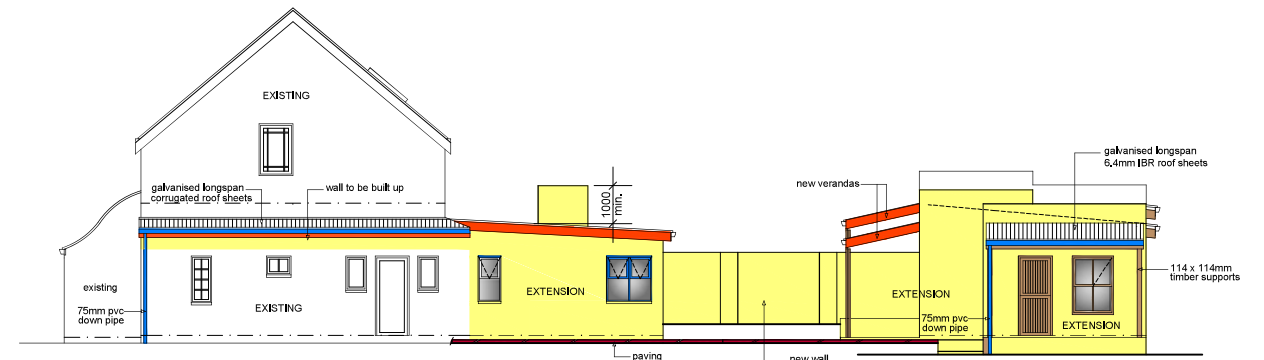 EXISTING
galvanised longspan
corrugated roof sheets
wall to be built up
1000
min.
new verandas
galvanised longspan
6.4mm IBR roof sheets
existing
75mm pvc
down pipe
EXISTING
EXTENSION
EXTENSION
75mm pvc
down pipe
EXTENSION
114 x 114mm
timber supports
paving
new wall